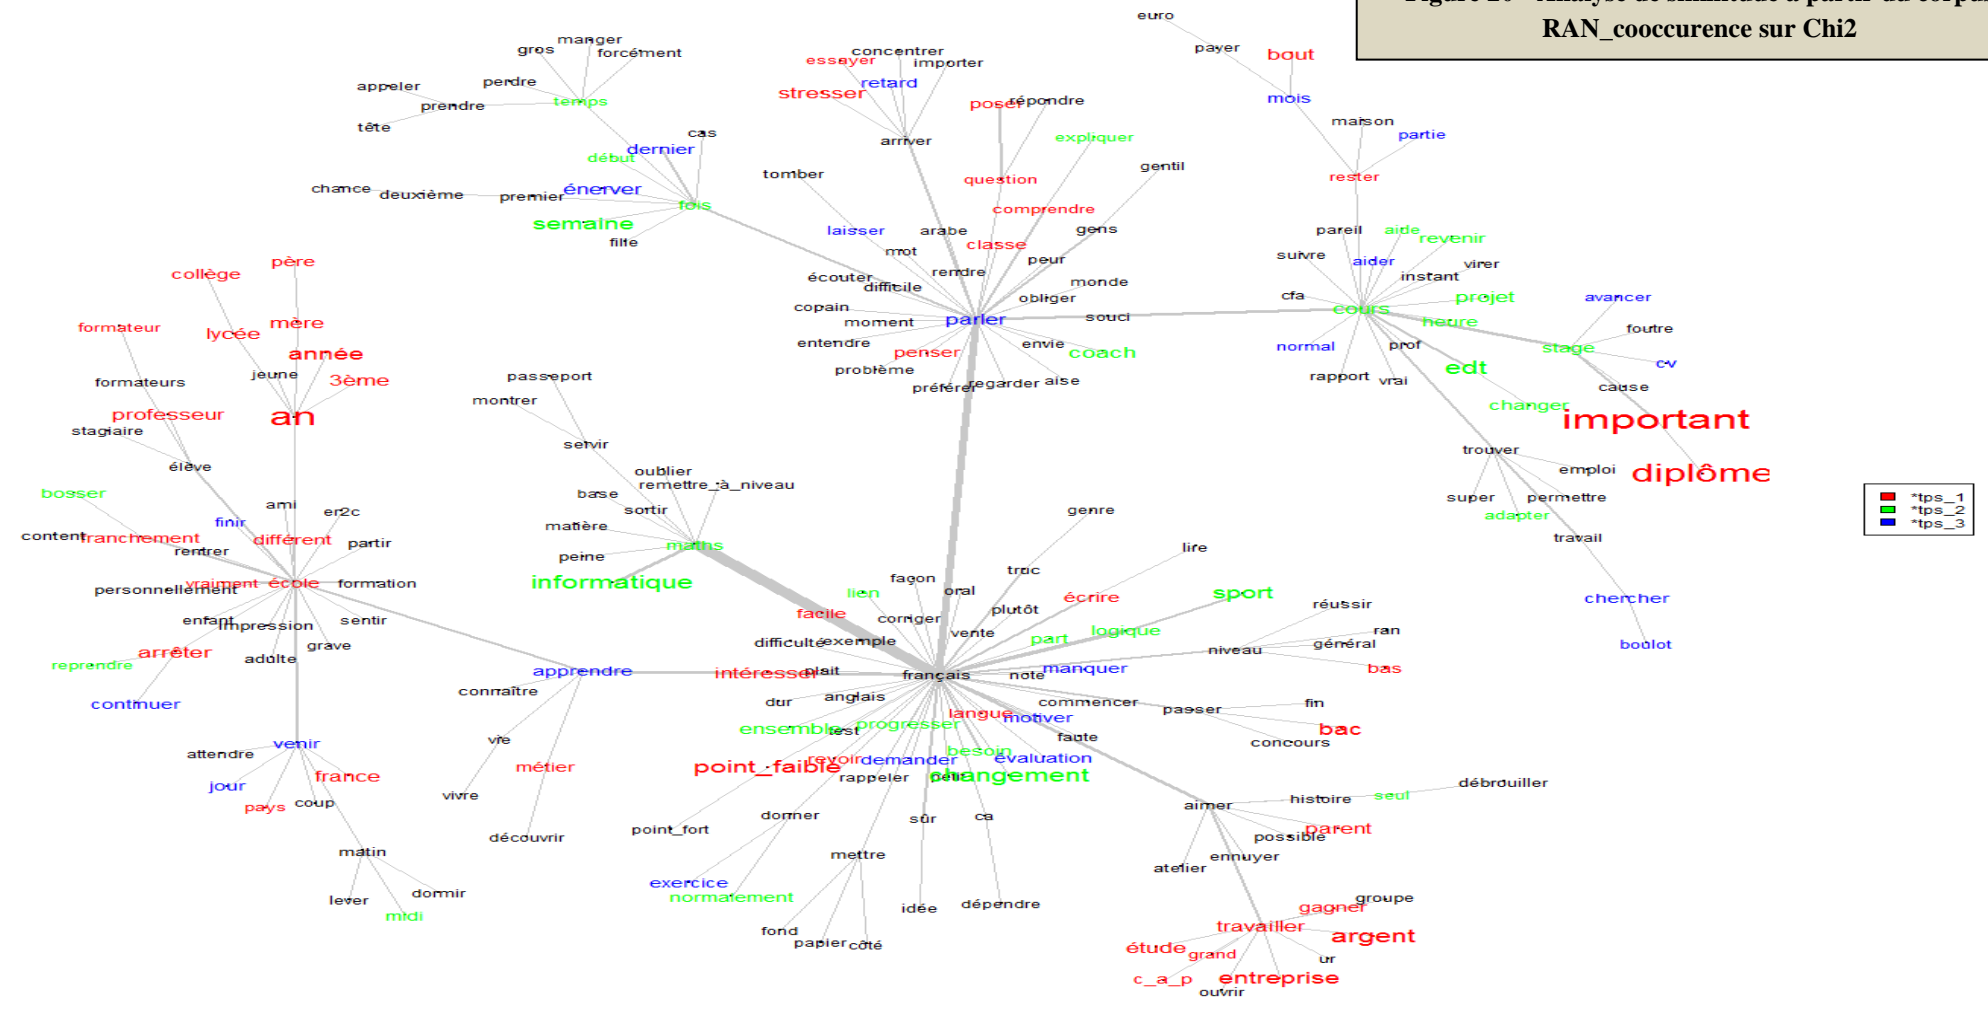 RAN_cooccurence sur Chi2
euro
payer
bout
mois
manger
gros
forcément
appeler
perdre
prendre
temps
tête
essayer
concentrer
importer
retard
stresser
arriver
poser
répondre
expliquer
gentil
question
comprendre
maison
partie
rester
cas
dernier
début
chance
deuxième
premier
énerver
fois
semaine
fille
tomber
laisser
arabe
mot
classe
gens
peur
rendre
écouter
difficile
monde
obliger
copain
moment
parler
souci
entendre
penser
envie
coach
problème
préférer
regarder
aise
pareil
aide
revenir
suivre
aider
instant
virer
cfa
projet
cours
heure
normal
prof
edt
rapport
vrai
changer
avancer
foutre
stage
cv
cause
important
diplôme
trouver
emploi
super
permettre
adapter
travail
chercher
boulot
*tps_1
*tps_2
*tps_3
père
collège
mère
formateur
lycée
année
jeune
3ème
formateurs
professeur
an
stagiaire
élève
bosser
ami
er2c
finir
content
franchement
différent
partir
rentrer
vraiment
école
formation
personnellement
enfant
impression
sentir
grave
adulte
arrêter
reprendre
continuer
venir
attendre
jour
france
pays
coup
matin
lever
dormir
midi
passeport
montrer
servir
oublier
remettre_à_niveau
base
sortir
matière
maths
peine
informatique
genre
lire
truc
façon
oral
lien
écrire
sport
plutôt
facile
corriger
vente
part
logique
difficulté
exemple
réussir
ran
général
niveau
bas
apprendre
intéresser
plait
français
note
manquer
connaître
dur
anglais
langue
motiver
commencer
passer
fin
bac
concours
ensemble
test
progresser
faute
besoin
évaluation
vie
métier
point_faible
revoir
demander
rappeler
petit
changement
vivre
découvrir
point_fort
donner
sûr
ca
mettre
exercice
normalement
idée
dépendre
fond
papier
côté
débrouiller
seul
histoire
aimer
parent
possible
ennuyer
atelier
groupe
gagner
travailler
argent
étude
grand
ur
c_a_p
entreprise
ouvrir